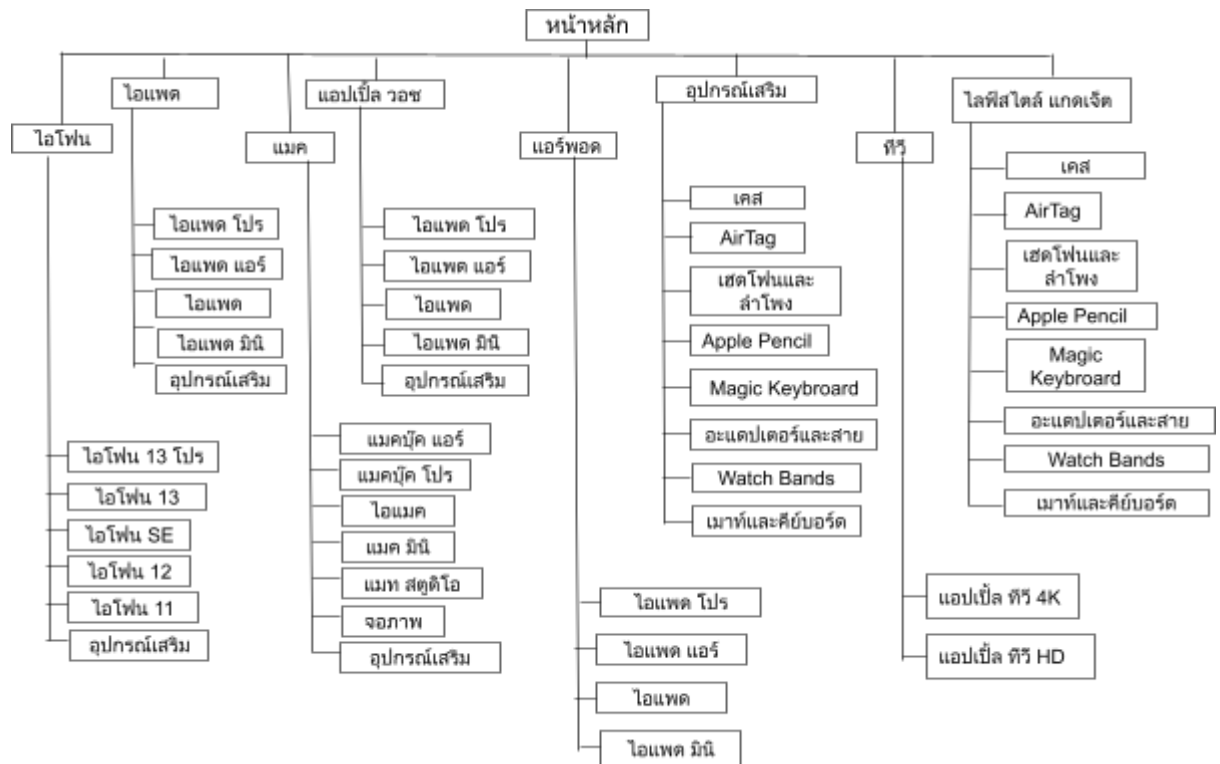 หน้าหลัก
ไอโฟน
ไอโฟน 13 โปร
ไอโฟน 13
ไอโฟน SE
ไอโฟน 12
ไอโฟน 11
อุปกรณ์เสริม
ไอแพด
ไอแพด โปร
ไอแพด แอร์
ไอแพด
ไอแพด มินิ
อุปกรณ์เสริม
แมค
แมคบุ๊ค แอร์
แมคบุ๊ค โปร
ไอแมค
แมค มินิ
แมท สตูดิโอ
จอภาพ
อุปกรณ์เสริม
แอปเปิ้ล วอช
ไอแพด โปร
ไอแพด แอร์
ไอแพด
ไอแพด มินิ
อุปกรณ์เสริม
แอร์พอด
ไอแพด โปร
ไอแพด แอร์
ไอแพด
ไอแพด มินิ
อุปกรณ์เสริม
เคส
AirTag
เฮดโฟนและ
ลำโพง
Apple Pencil
Magic Keybroard
อะแดปเตอร์และสาย
Watch Bands
เมาท์และคีย์บอร์ด
ทีวี
แอปเปิ้ล ทีวี 4K
แอปเปิ้ล ทีวี HD
ไลฟ์สไตล์ แกดเจ็ต
เคส
AirTag
เฮดโฟนและ
ลำโพง
Apple Pencil
Magic
Keybroard
อะแดปเตอร์และสาย
Watch Bands
เมาท์และคีย์บอร์ด